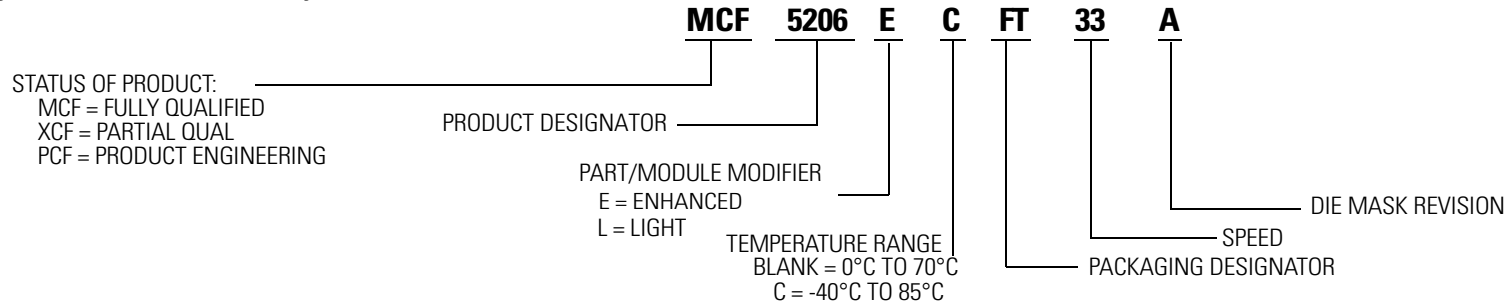 MCF 5206 E C FT 33 A
STATUS OF PRODUCT:
MCF = FULLY QUALIFIED
XCF = PARTIAL QUAL
PCF = PRODUCT ENGINEERING
PRODUCT DESIGNATOR
PART/MODULE MODIFIER
E = ENHANCED
L = LIGHT
TEMPERATURE RANGE
BLANK = 0°C TO 70°C
C = -40°C TO 85°C
DIE MASK REVISION
SPEED
PACKAGING DESIGNATOR